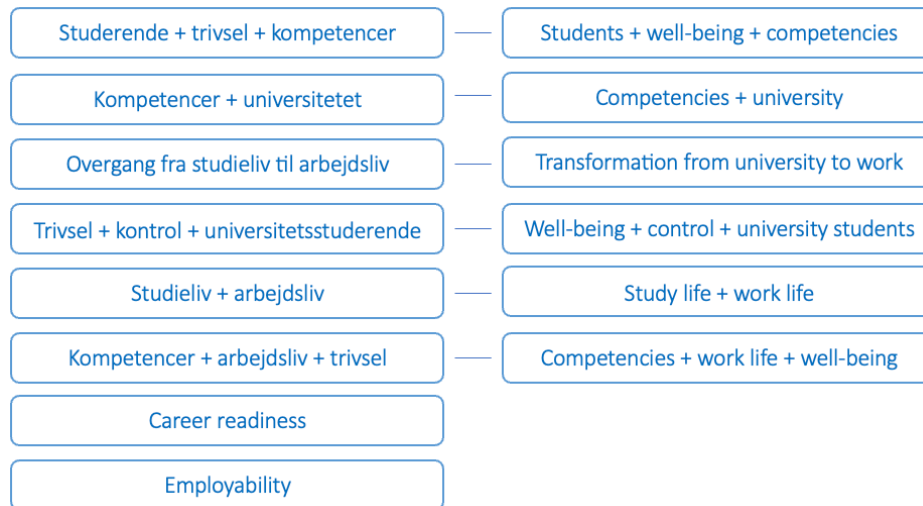 Studerende + trivsel + kompetencer
Students + well-being + competencies
Kompetencer + universitetet
Competencies + university
Overgang fra studieliv til arbejdsliv
Transformation from university to work
Trivsel + kontrol + universitetsstuderende
Well-being + control + university students
Studieliv + arbejdsliv
Study life + work life
Kompetencer + arbejdsliv + trivsel
Competencies + work life + well-being
Career readiness
Employability